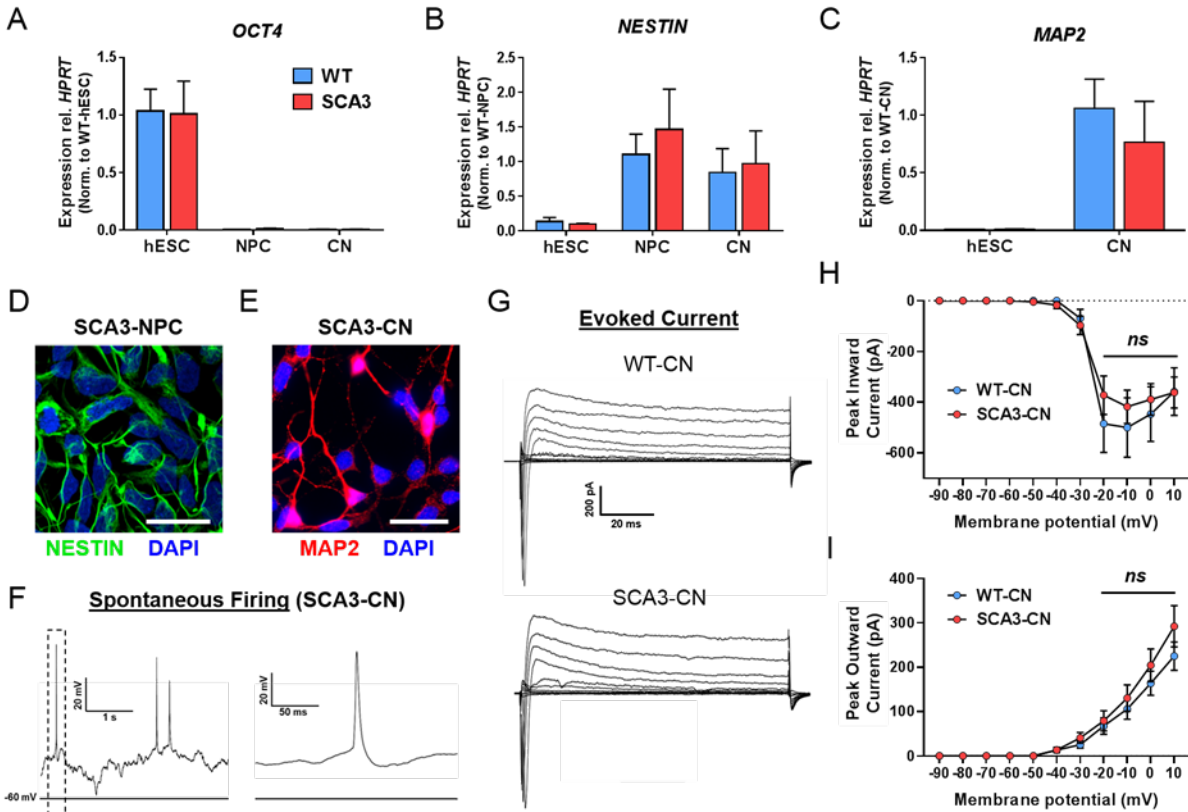 A
OCT4
Expression rel. HPRT
(Norm. to WT-hESC)
1.5
1.0
0.5
0.0
WT
SCA3
hESC NPC CN
B
NESTIN
Expression rel. HPRT
(Norm. to WT-NPC)
2.5
2.0
1.5
1.0
0.5
0.0
hESC NPC CN
C
MAP2
Expression rel. HPRT
(Norm. to WT-CN)
1.5
1.0
0.5
0.0
hESC CN
D
SCA3-NPC
NESTIN DAPI
E
SCA3-CN
MAP2 DAPI
F
Spontaneous Firing (SCA3-CN)
20 mV
1 s
20 mV
50 ms
-60 mV
G
Evoked Current
WT-CN
200 pA
20 ms
SCA3-CN
H
Peak Inward
Current (pA)
0
-200
-400
-600
ns
WT-CN
SCA3-CN
-90 -80 -70 -60 -50 -40 -30 -20 -10 0 10
Membrane potential (mV)
I
Peak Outward
Current (pA)
400
300
200
100
0
ns
WT-CN
SCA3-CN
-90 -80 -70 -60 -50 -40 -30 -20 -10 0 10
Membrane potential (mV)